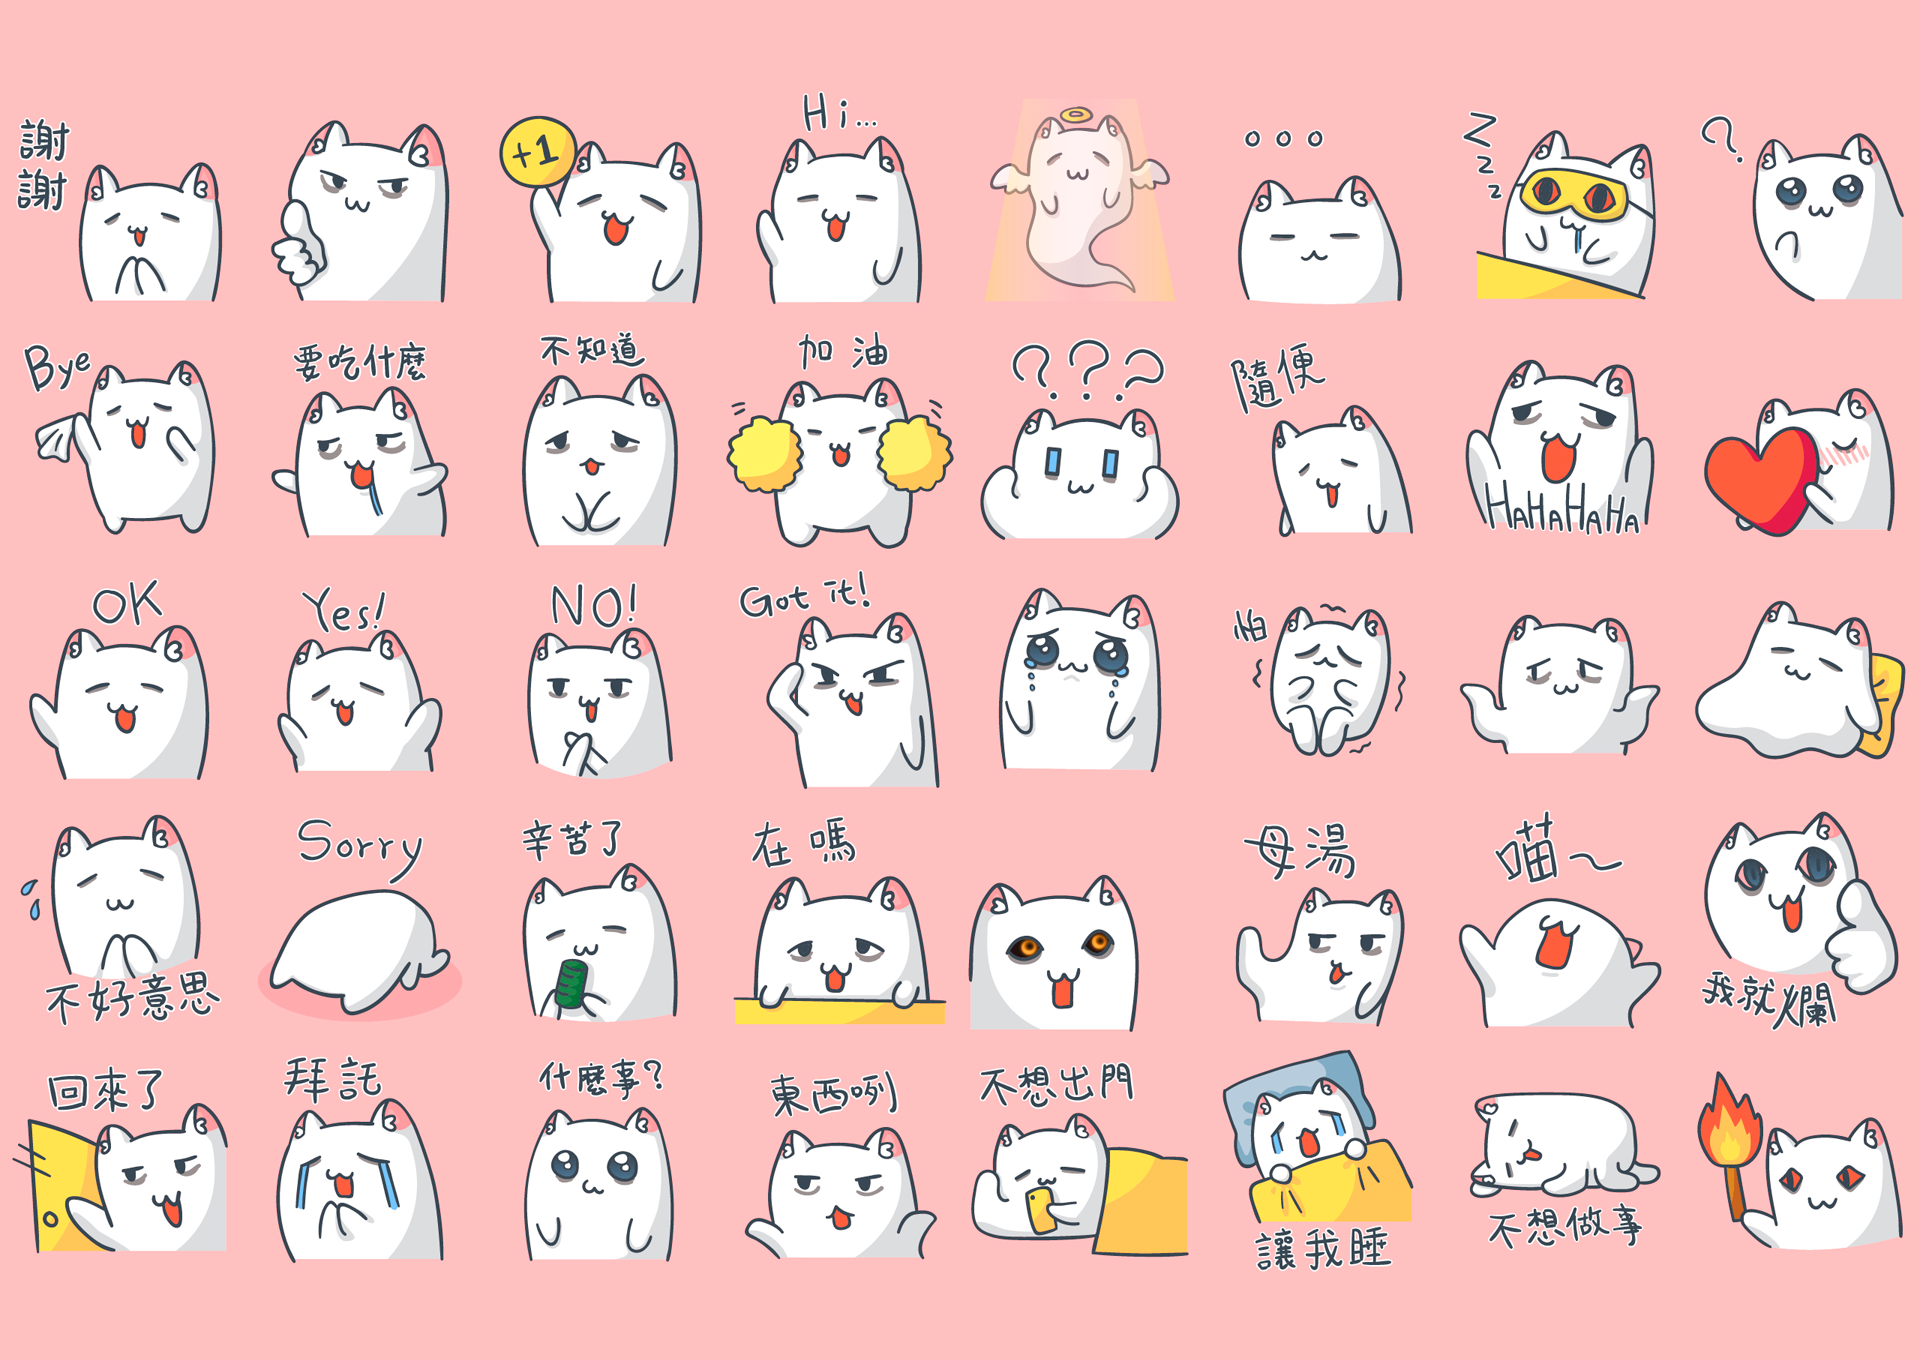 謝
謝
+1
Hi...
。。。
Z
Z
Z
?
Bye
要吃什麼
不知道
加油
???
隨便
HAHAHAHA
OK
Yes!
NO!
Got it!
怕
不好意思
Sorry
辛苦了
在嗎
母湯
喵~
我就爛
回來了
拜託
什麼事?
東西咧
不想出門
讓我睡
不想做事